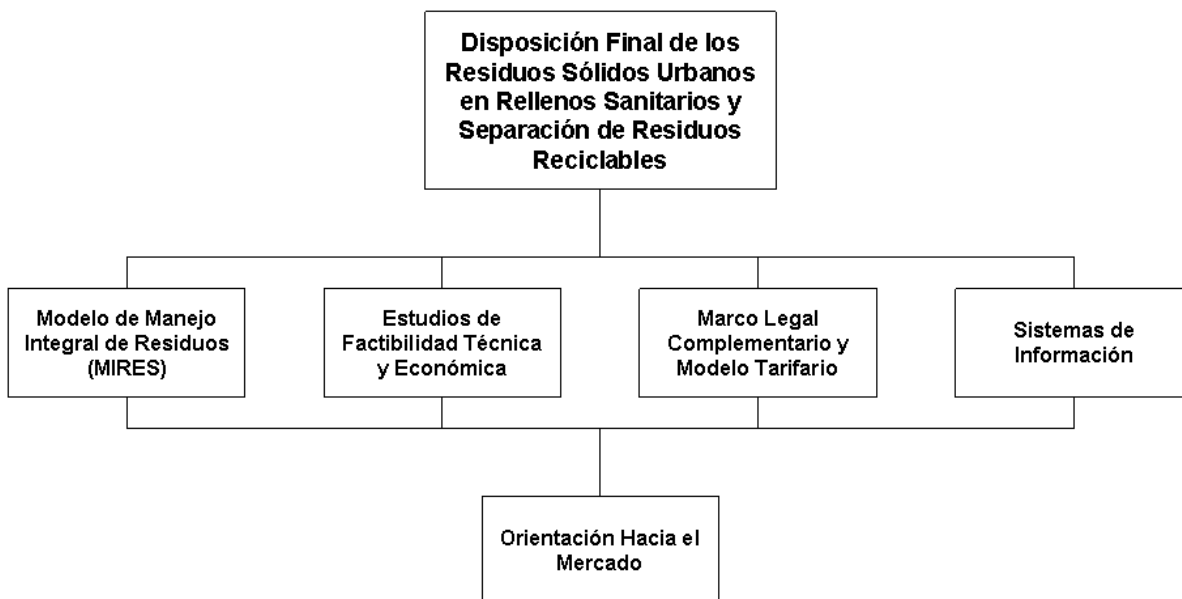 Disposición Final de los
Residuos Sólidos Urbanos
en Rellenos Sanitarios y
Separación de Residuos
Reciclables
Modelo de Manejo
Integral de Residuos
(MIRES)
Estudios de
Factibilidad Técnica
y Económica
Marco Legal
Complementario y
Modelo Tarifario
Sistemas de
Información
Orientación Hacia el
Mercado